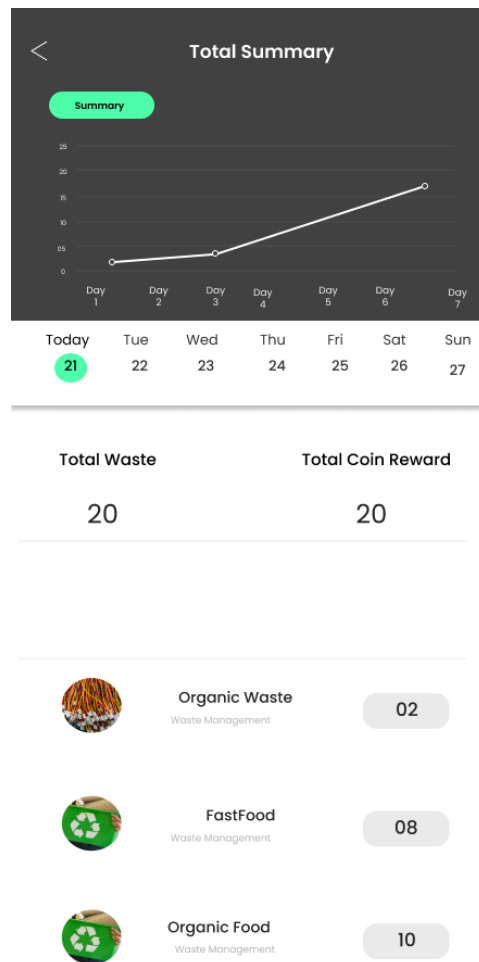 Total Summary
Summary
25
20
15
10
05
0
Day 1 Day 2 Day 3 Day 4 Day 5 Day 6 Day 7
Today Tue Wed Thu Fri Sat Sun
21 22 23 24 25 26 27
Total Waste Total Coin Reward
20 20
Organic Waste
Waste Management
02
FastFood
Waste Management
08
Organic Food
Waste Management
10